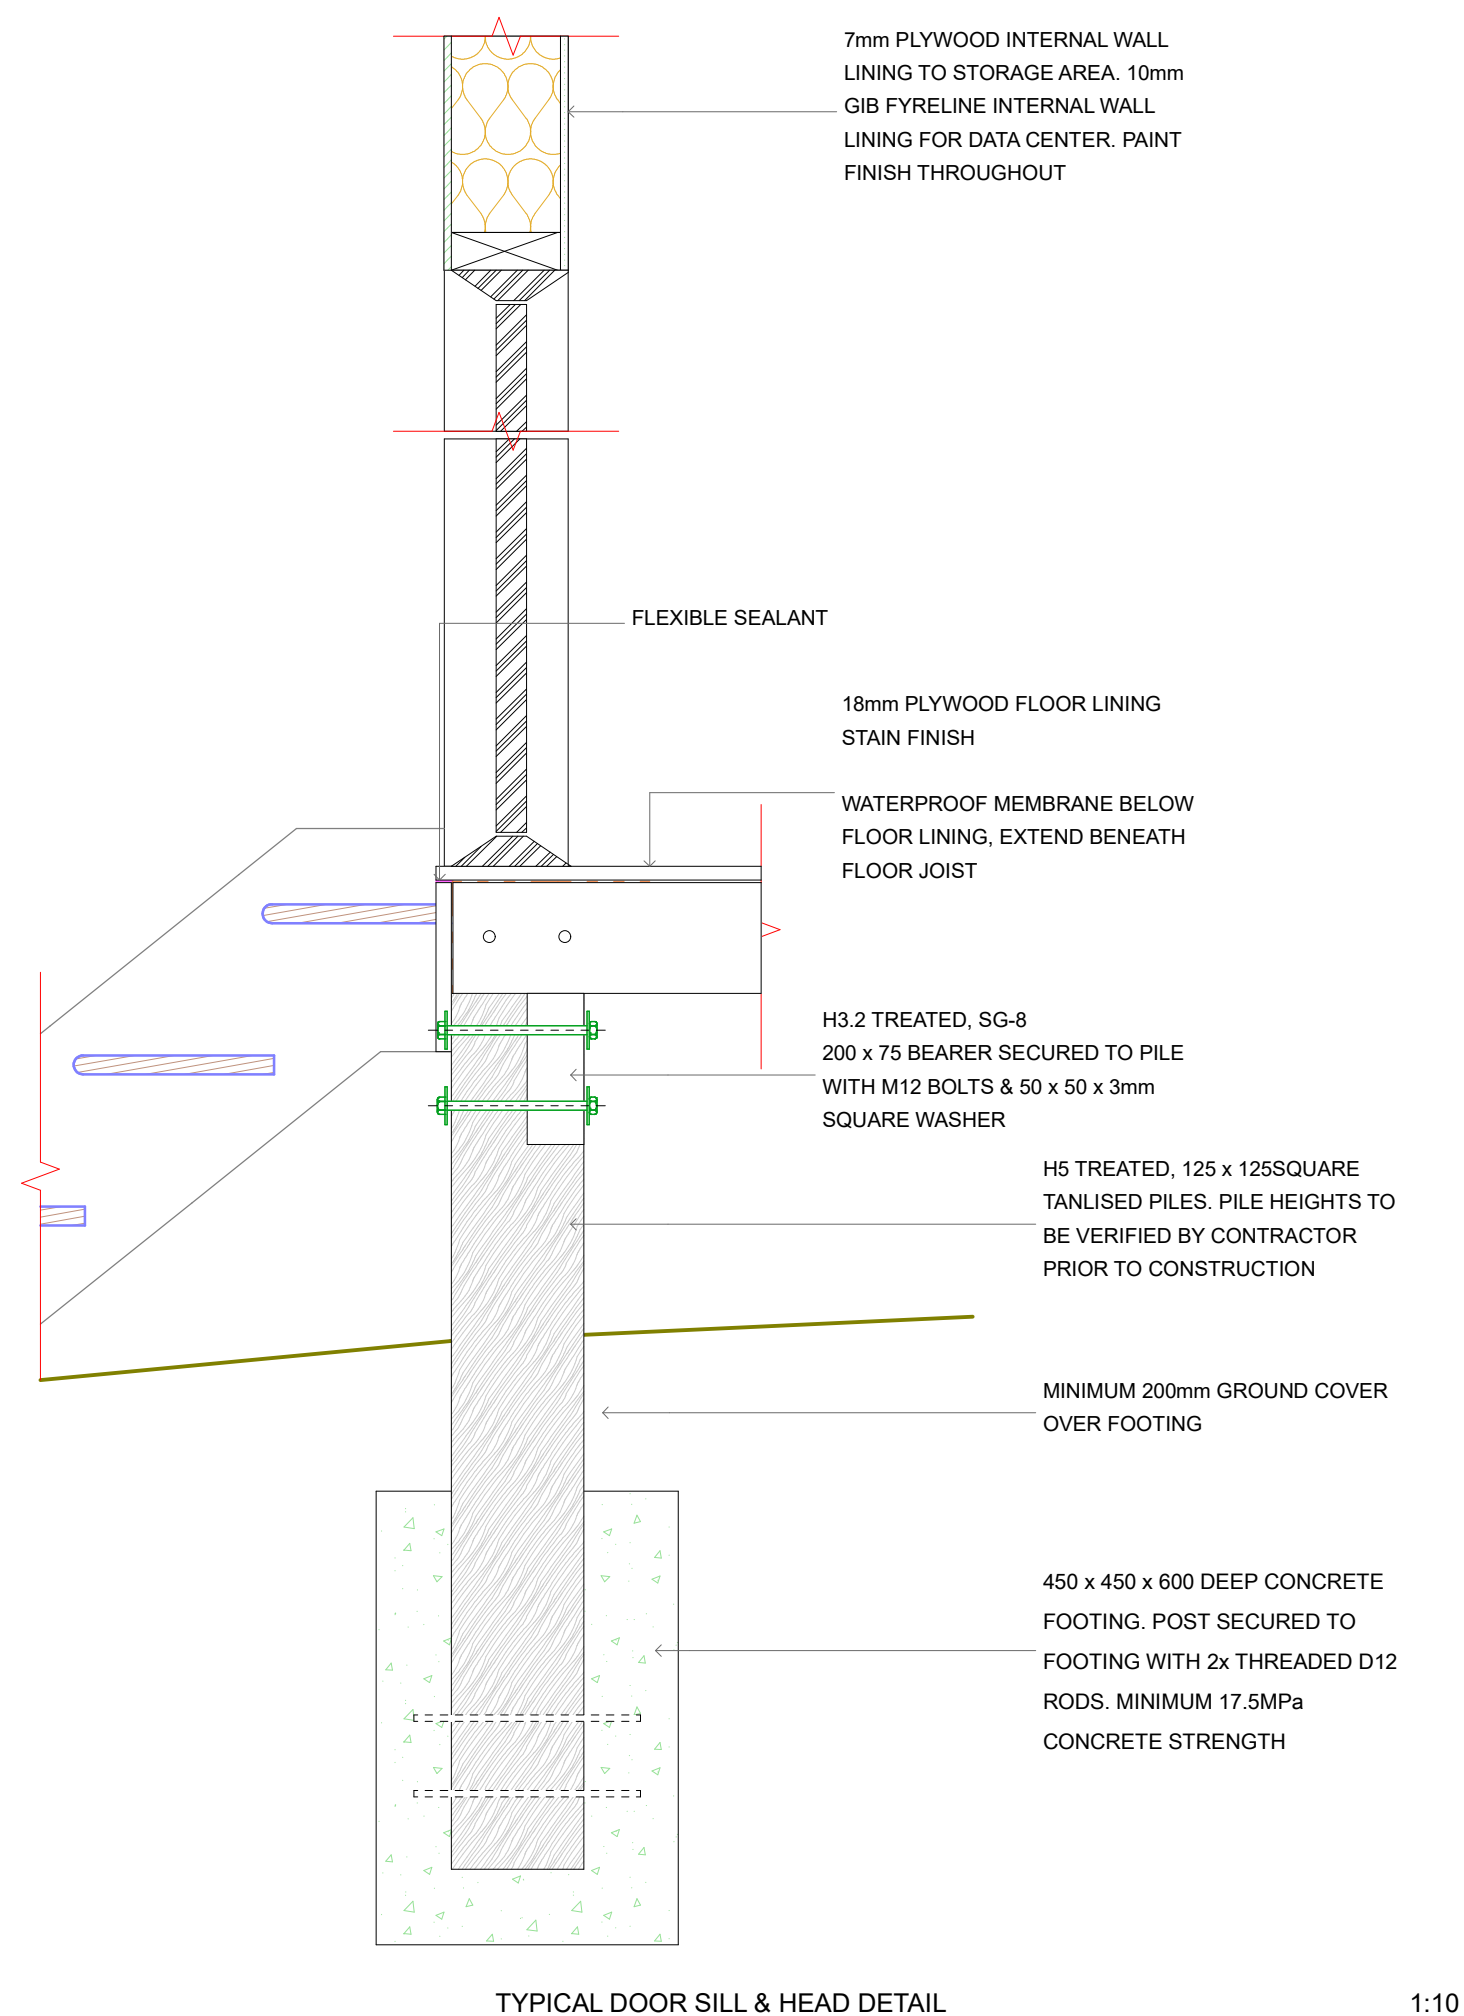 7mm PLYWOOD INTERNAL WALL
LINING TO STORAGE AREA. 10mm
GIB FYRELINE INTERNAL WALL
LINING FOR DATA CENTER. PAINT
FINISH THROUGHOUT
FLEXIBLE SEALANT
18mm PLYWOOD FLOOR LINING
STAIN FINISH
WATERPROOF MEMBRANE BELOW
FLOOR LINING, EXTEND BENEATH
FLOOR JOIST
H3.2 TREATED, SG-8
200 x 75 BEARER SECURED TO PILE
WITH M12 BOLTS & 50 x 50 x 3mm
SQUARE WASHER
H5 TREATED, 125 x 125SQUARE
TANLISED PILES. PILE HEIGHTS TO
BE VERIFIED BY CONTRACTOR
PRIOR TO CONSTRUCTION
MINIMUM 200mm GROUND COVER
OVER FOOTING
450 x 450 x 600 DEEP CONCRETE
FOOTING. POST SECURED TO
FOOTING WITH 2x THREADED D12
RODS. MINIMUM 17.5MPa
CONCRETE STRENGTH
TYPICAL DOOR SILL & HEAD DETAIL
1:10